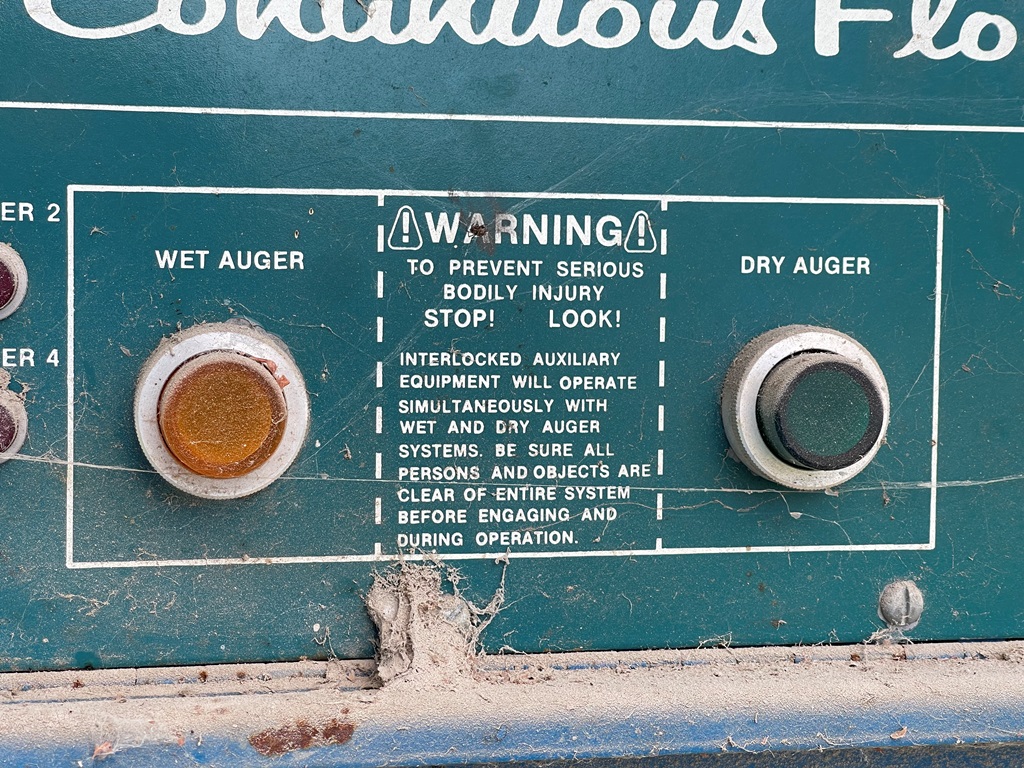 Continuous Flo
ER 2
ER 4
WET AUGER
WARNING
TO PREVENT SERIOUS
BODILY INJURY
STOP! LOOK!
INTERLOCKED AUXILIARY
EQUIPMENT WILL OPERATE
SIMULTANEOUSLY WITH
WET AND DRY AUGER
SYSTEMS. BE SURE ALL
PERSONS AND OBJECTS ARE
CLEAR OF ENTIRE SYSTEM
BEFORE ENGAGING AND
DURING OPERATION.
DRY AUGER